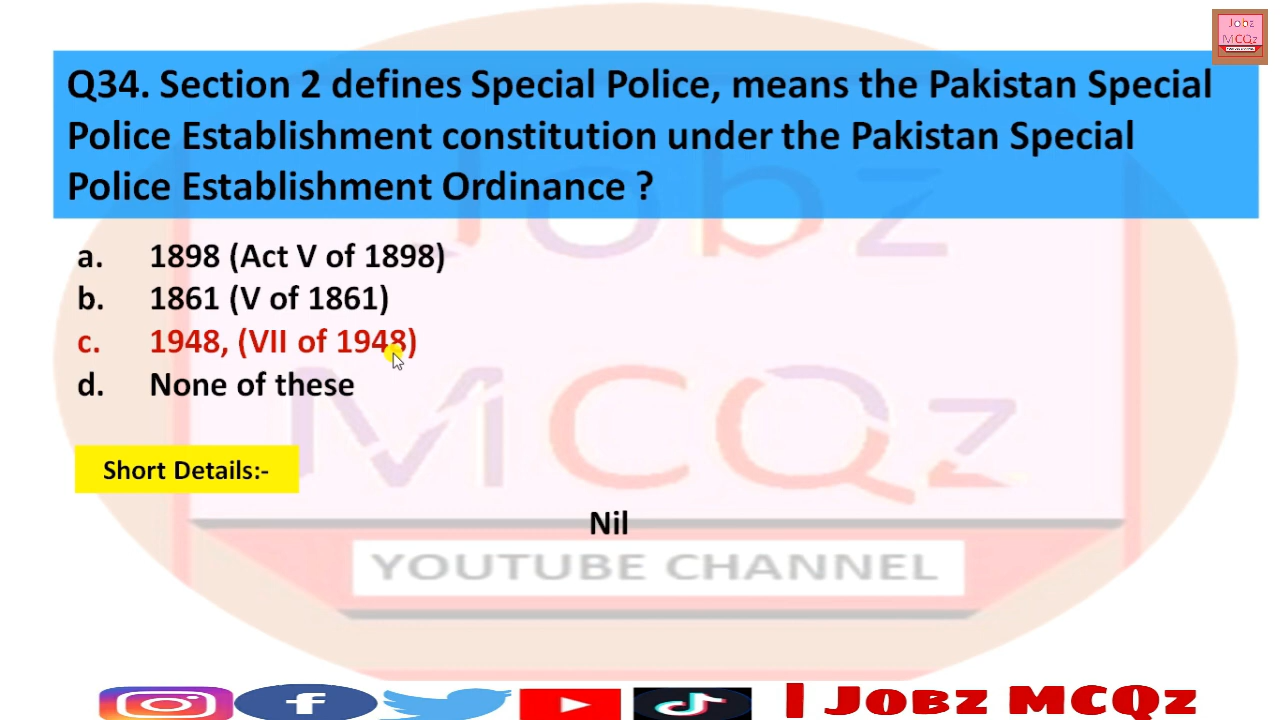 Jobz
MCQz
Q34. Section 2 defines Special Police, means the Pakistan Special
Police Establishment constitution under the Pakistan Special
Police Establishment Ordinance ?
a. 1898 (Act V of 1898)
b. 1861 (V of 1861)
c. 1948, (VII of 1948)
d. None of these
Short Details:-
Nil
Jobz
MCQz
YOUTUBE CHANNEL
| Jobz MCQz